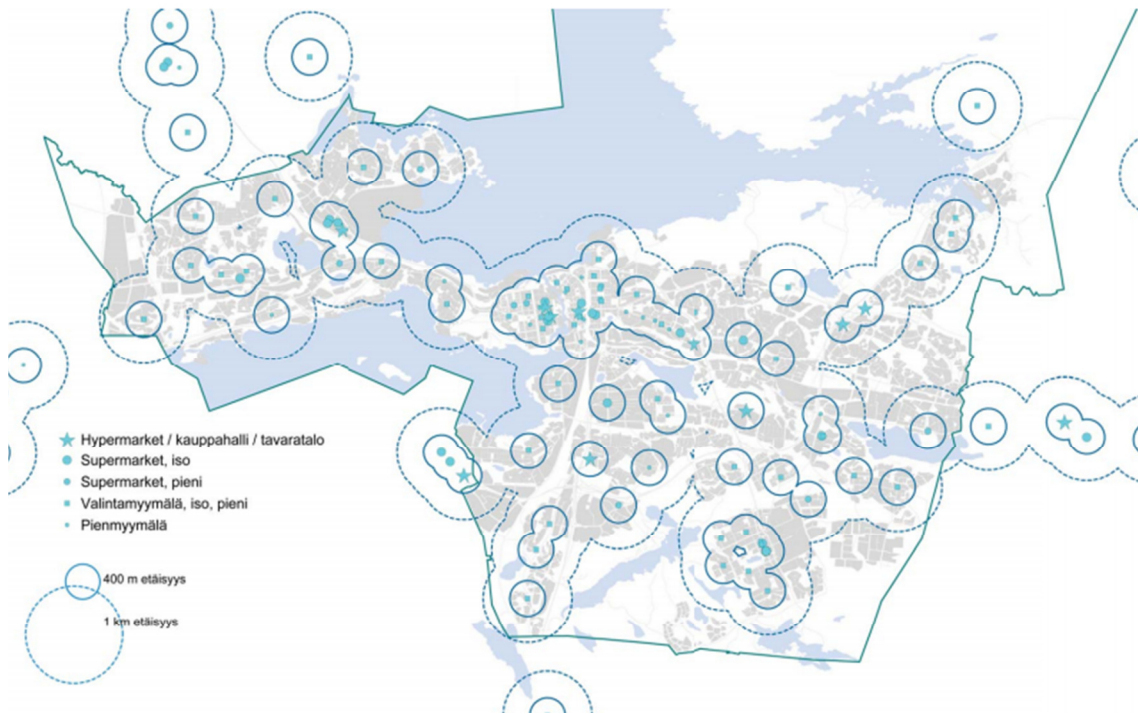 Hypermarket / kauppahalli / tavaratalo
Supermarket, iso
Supermarket, pieni
Valintamyymälä, iso, pieni
Pienmyymälä
400 m etäisyys
1 km etäisyys